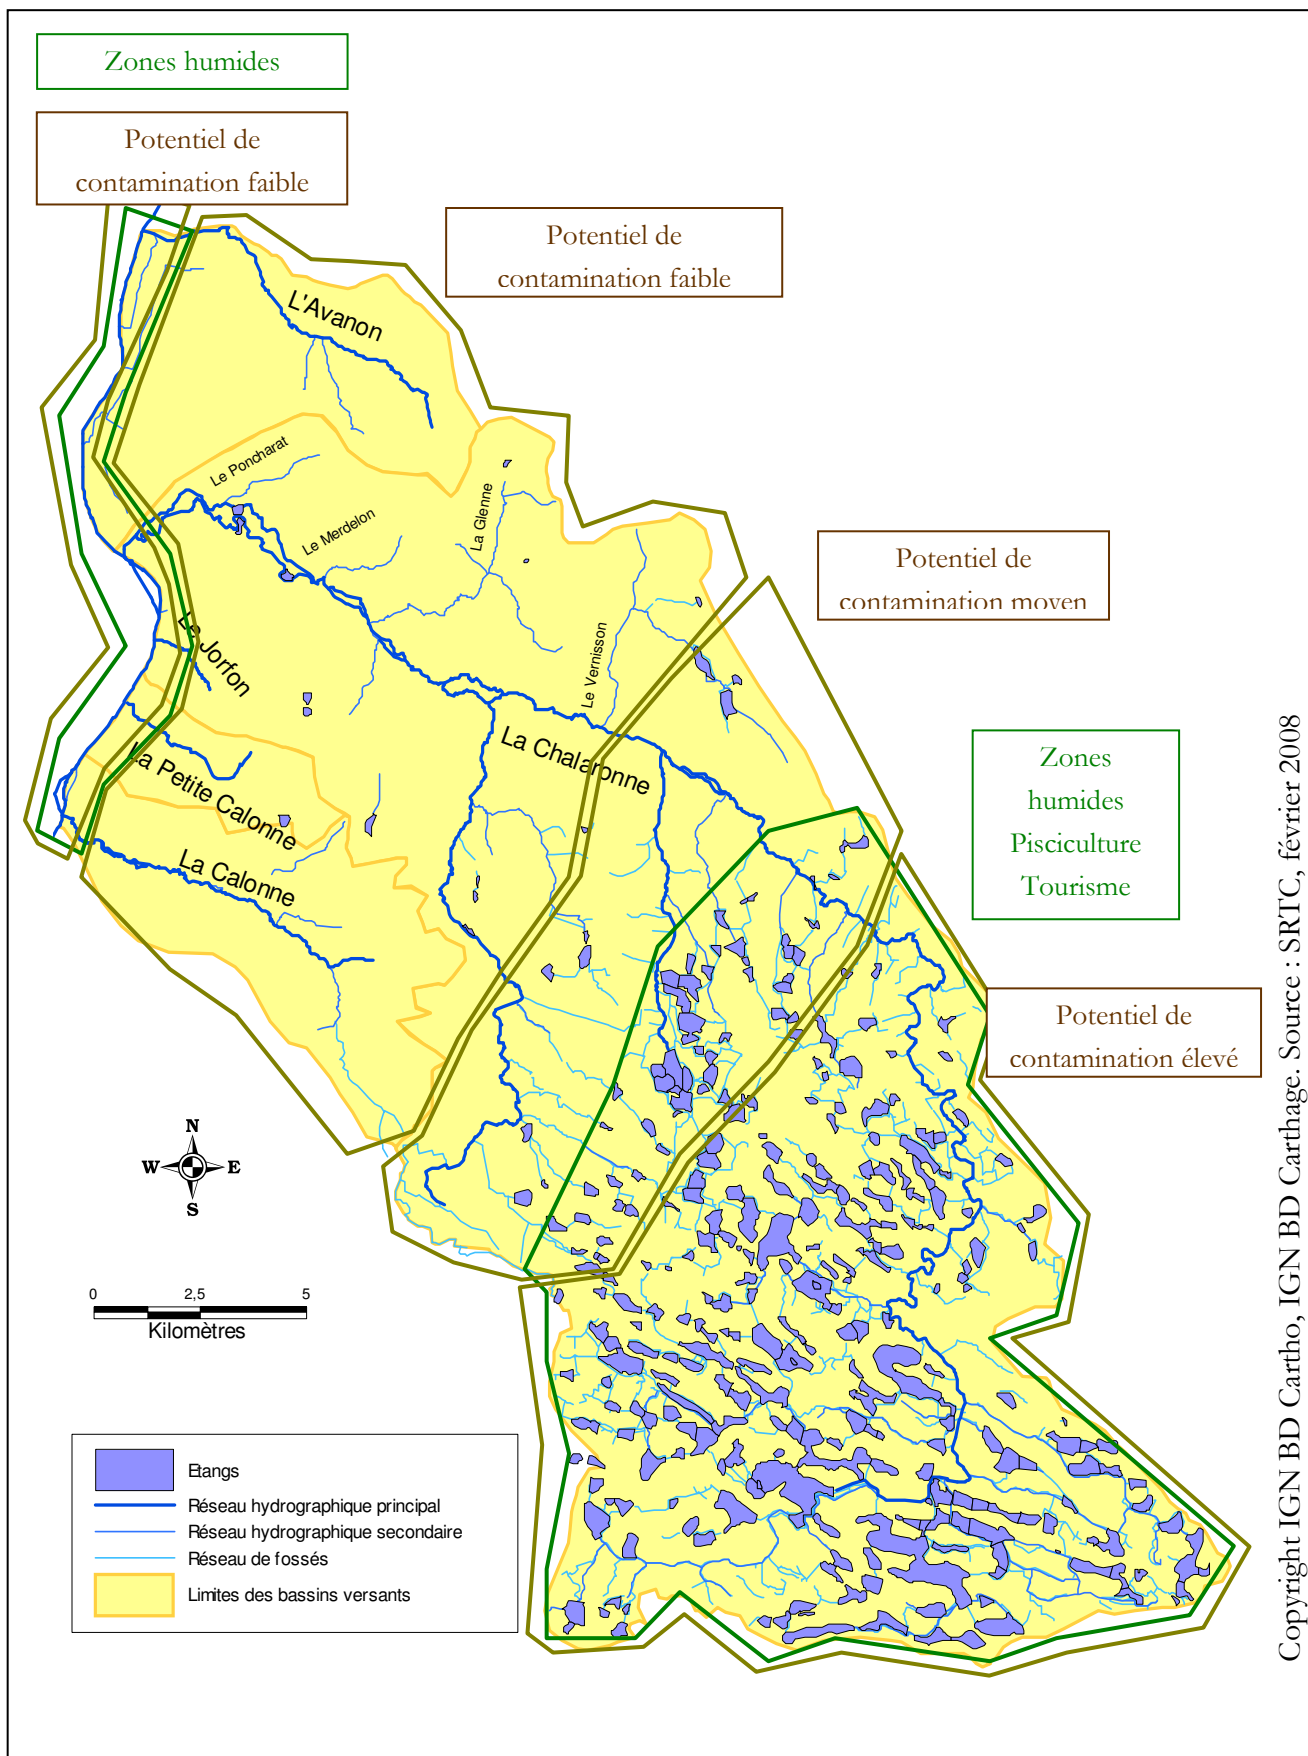 Zones humides
Potentiel de
contamination faible
Potentiel de
contamination faible
L'Avanon
Le Poncharat
Le Merdelon
La Glenne
Potentiel de
contamination moyen
Le Jorfon
Le Vernisson
La Chalaronne
Zones
humides
Pisciculture
Tourisme
La Petite Calonne
La Calonne
Potentiel de
contamination élevé
N
W
E
S
0
2,5
5
Kilomètres
Etangs
Réseau hydrographique principal
Réseau hydrographique secondaire
Réseau de fossés
Limites des bassins versants
Copyright IGN BD Cartho, IGN BD Carthage. Source : SRTC, février 2008